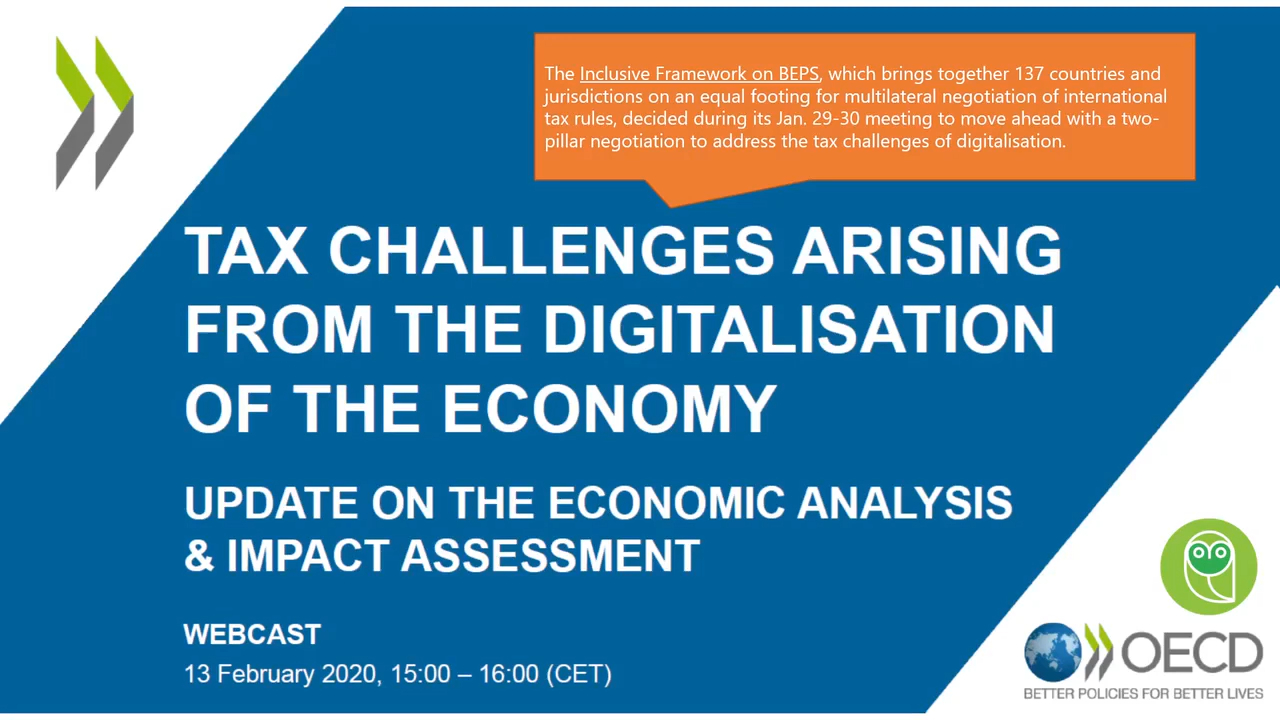 The Inclusive Framework on BEPS, which brings together 137 countries and
jurisdictions on an equal footing for multilateral negotiation of international
tax rules, decided during its Jan. 29-30 meeting to move ahead with a two-
pillar negotiation to address the tax challenges of digitalisation.
TAX CHALLENGES ARISING
FROM THE DIGITALISATION
OF THE ECONOMY
UPDATE ON THE ECONOMIC ANALYSIS
& IMPACT ASSESSMENT
WEBCAST
13 February 2020, 15:00 – 16:00 (CET)
OECD
BETTER POLICIES FOR BETTER LIVES